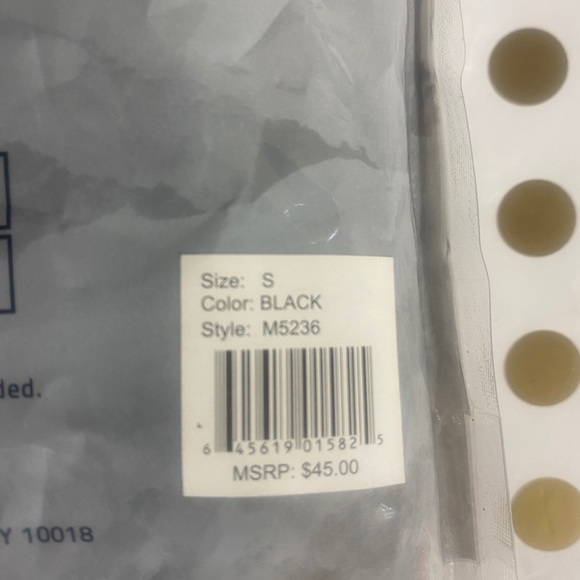 Size: S
Color: BLACK
Style: M5236
ded.
6 45619 01582 5
MSRP: $45.00
Y 10018